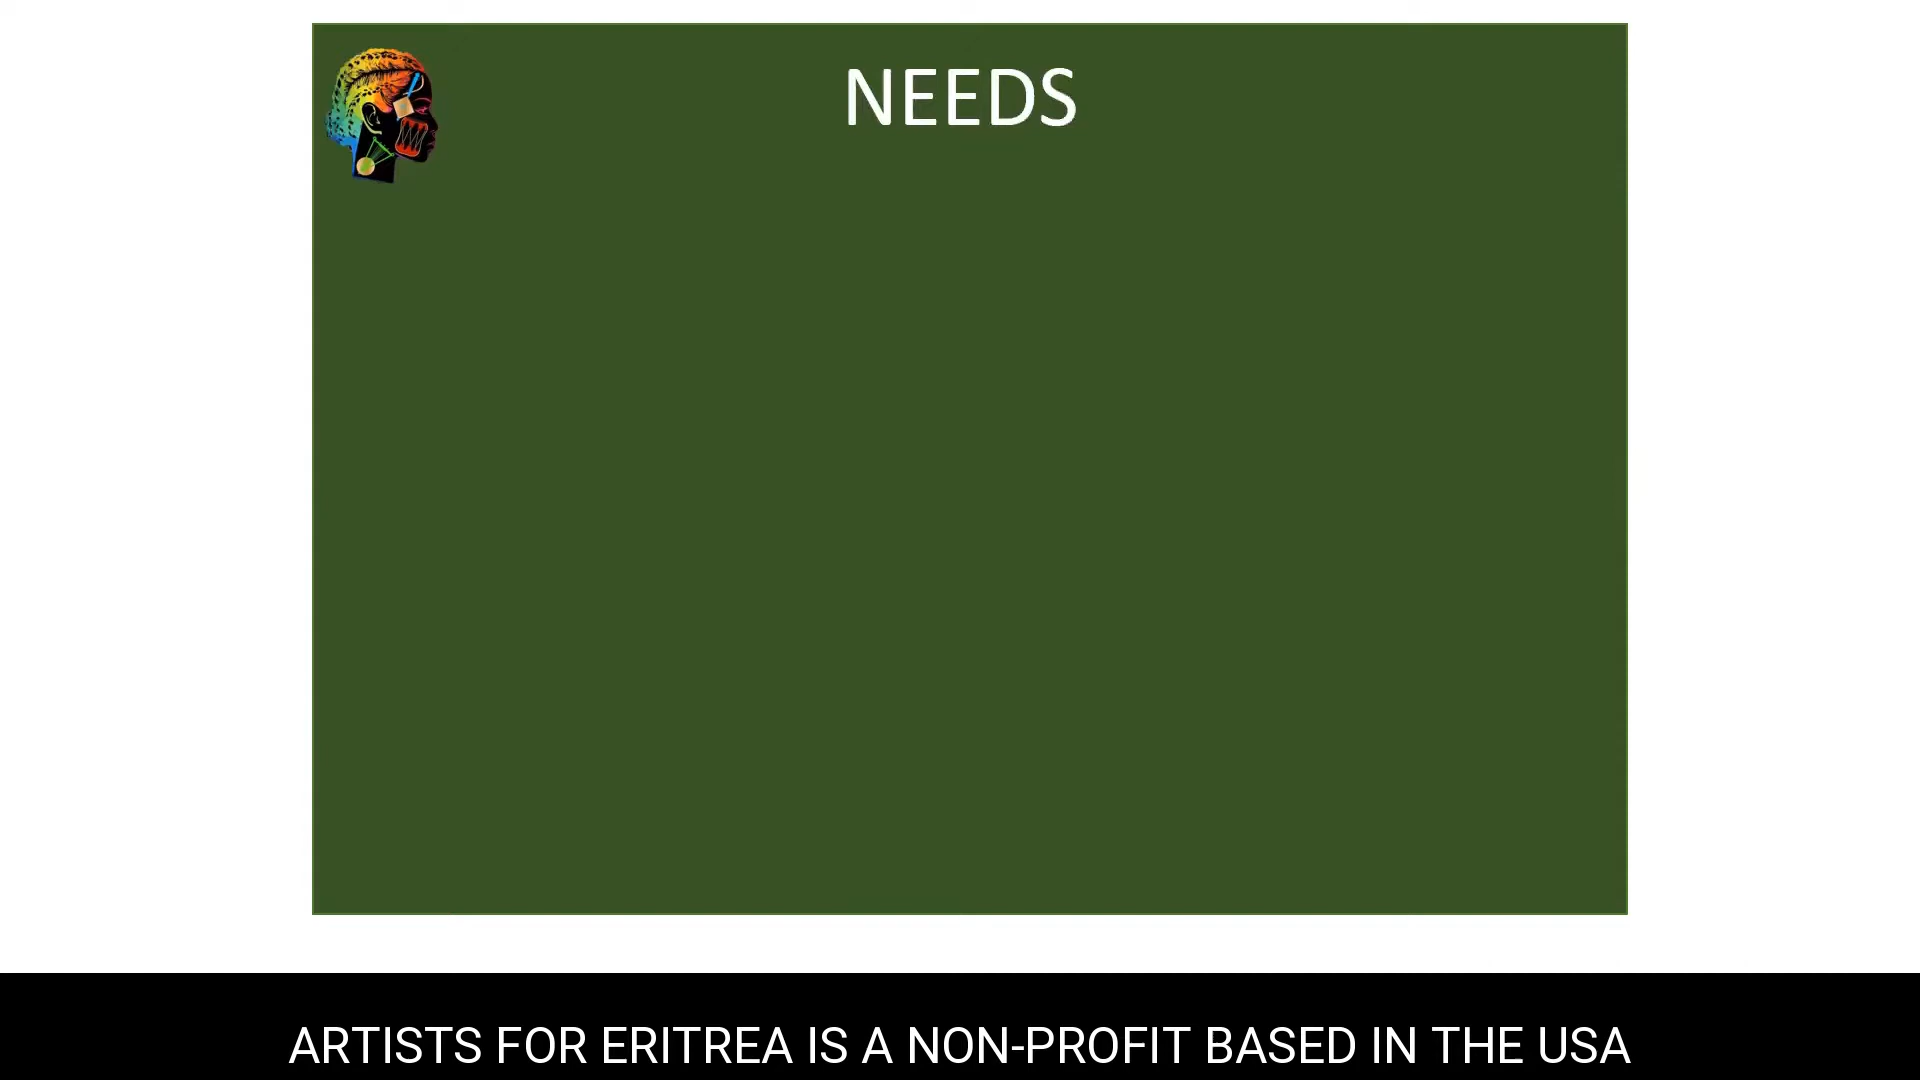 NEEDS
ARTISTS FOR ERITREA IS A NON-PROFIT BASED IN THE USA